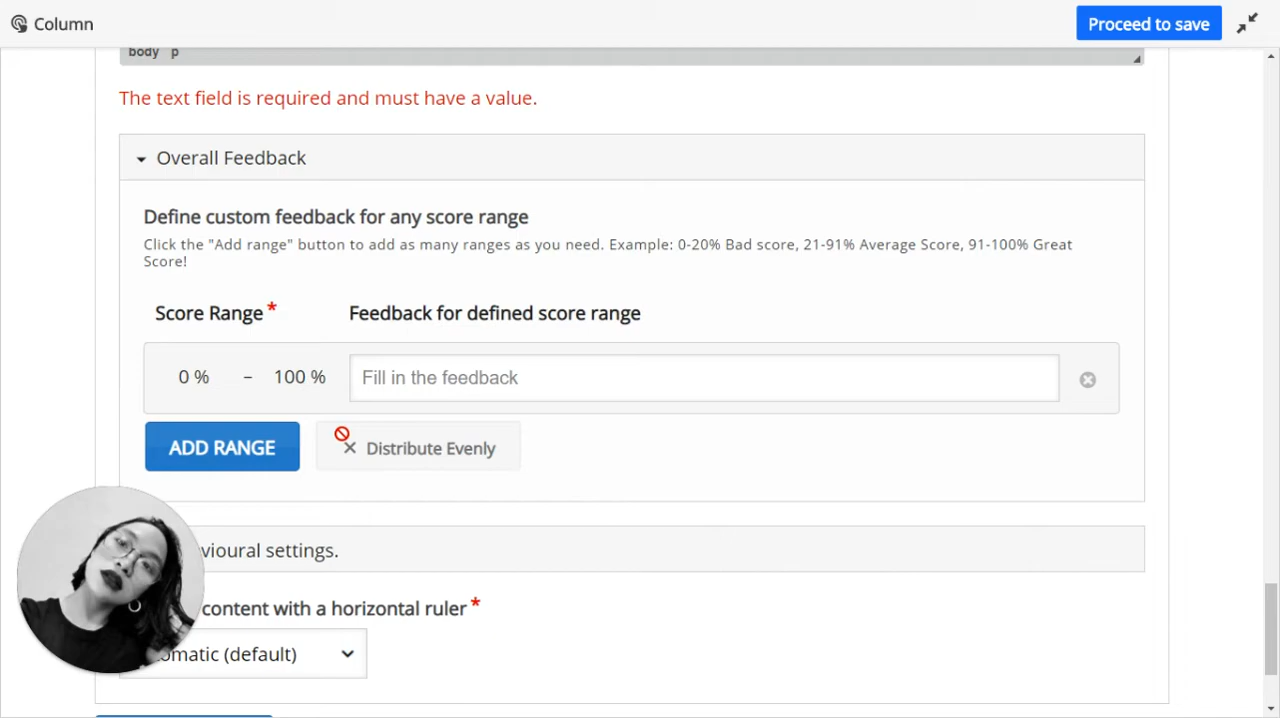 Column
Proceed to save
body p
The text field is required and must have a value.
Overall Feedback
Define custom feedback for any score range
Click the "Add range" button to add as many ranges as you need. Example: 0-20% Bad score, 21-91% Average Score, 91-100% Great
Score!
Score Range *
Feedback for defined score range
0 % – 100 %
Fill in the feedback
ADD RANGE
Distribute Evenly
settings.
content with a horizontal ruler *
(default)